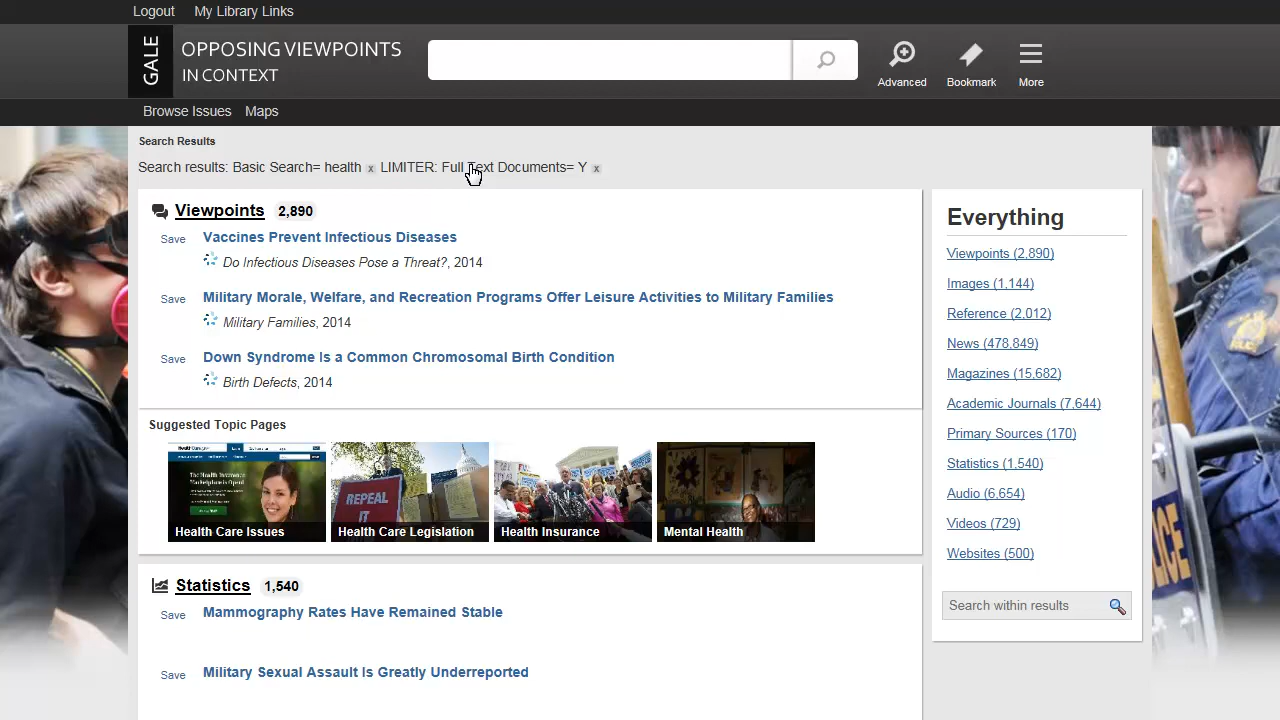 Logout My Library Links
GALE
OPPOSING VIEWPOINTS
IN CONTEXT
Advanced Bookmark More
Browse Issues Maps
Search Results
Search results: Basic Search= health x LIMITER: Full Text Documents= Y x
Viewpoints 2,890
Save Vaccines Prevent Infectious Diseases
Do Infectious Diseases Pose a Threat?, 2014
Save Military Morale, Welfare, and Recreation Programs Offer Leisure Activities to Military Families
Military Families, 2014
Save Down Syndrome Is a Common Chromosomal Birth Condition
Birth Defects, 2014
Suggested Topic Pages
REPEAL IT
Health Care Issues
Health Care Legislation
Health Insurance
Mental Health
Statistics 1,540
Save Mammography Rates Have Remained Stable
Save Military Sexual Assault Is Greatly Underreported
Everything
Viewpoints (2,890)
Images (1,144)
Reference (2,012)
News (478,849)
Magazines (15,682)
Academic Journals (7,644)
Primary Sources (170)
Statistics (1,540)
Audio (6,654)
Videos (729)
Websites (500)
Search within results
POLICE